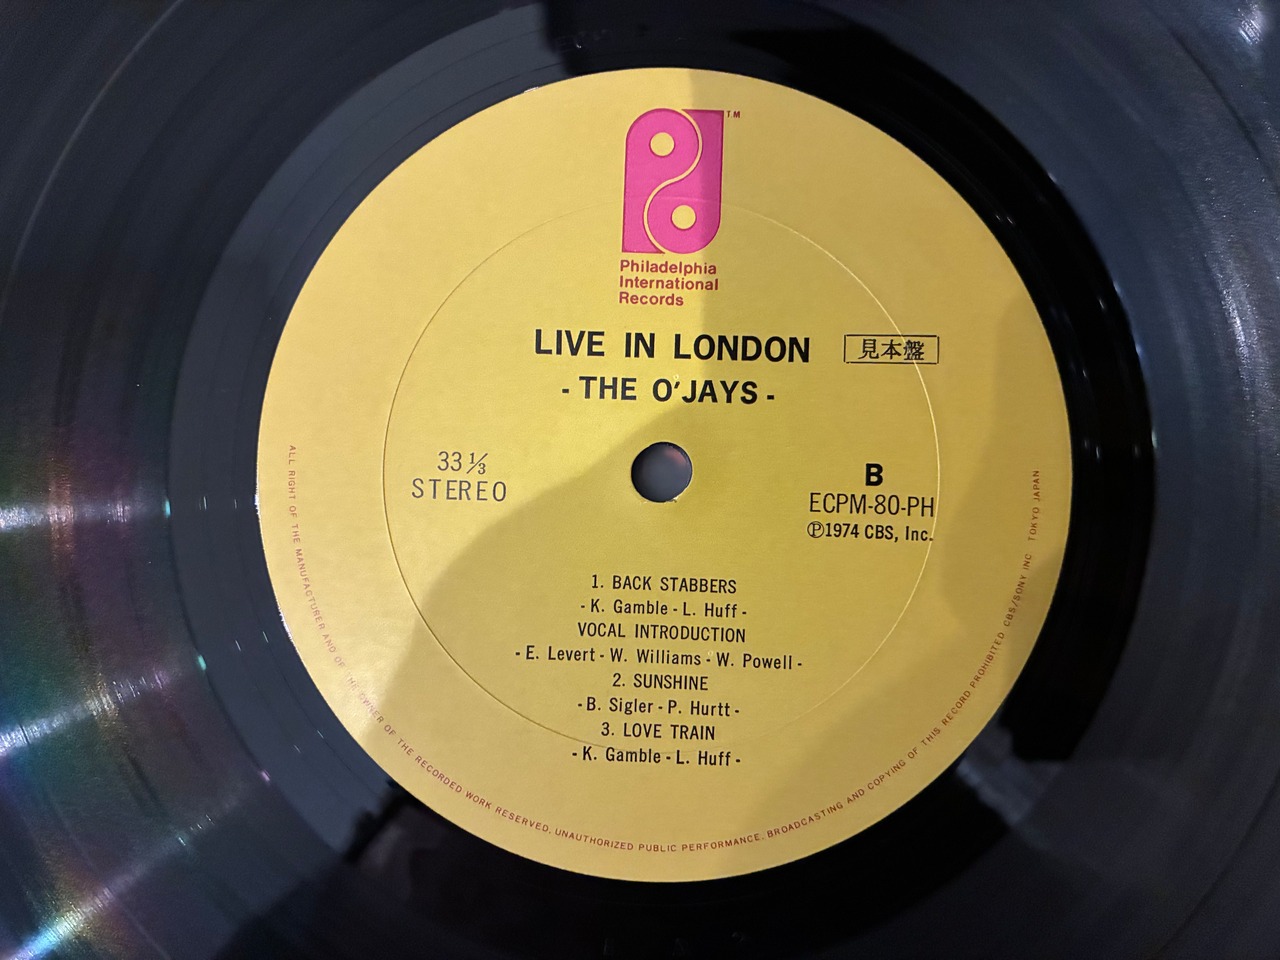 TM
Philadelphia
International
Records
LIVE IN LONDON 見本盤
- THE O'JAYS -
33 1/3
STEREO
B
ECPM-80-PH
Ⓟ1974 CBS, Inc.
1. BACK STABBERS
- K. Gamble - L. Huff -
VOCAL INTRODUCTION
- E. Levert - W. Williams - W. Powell -
2. SUNSHINE
- B. Sigler - P. Hurtt -
3. LOVE TRAIN
- K. Gamble - L. Huff -
ALL RIGHT OF THE MANUFACTURER AND OF THE OWNER OF THE RECORDED WORK RESERVED. UNAUTHORIZED PUBLIC PERFORMANCE. BROADCASTING AND COPYING OF THIS RECORD PROHIBITED CBS/SONY INC TOKYO JAPAN